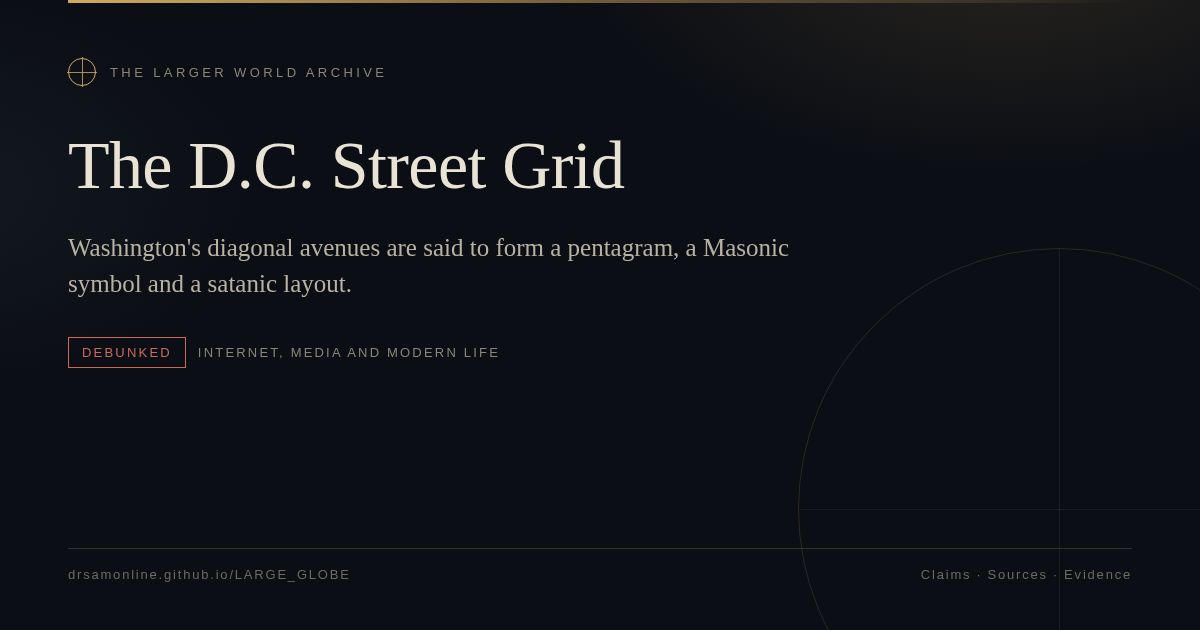 THE LARGER WORLD ARCHIVE
The D.C. Street Grid
Washington's diagonal avenues are said to form a pentagram, a Masonic
symbol and a satanic layout.
DEBUNKED INTERNET, MEDIA AND MODERN LIFE
drsamonline.github.io/LARGE_GLOBE Claims · Sources · Evidence